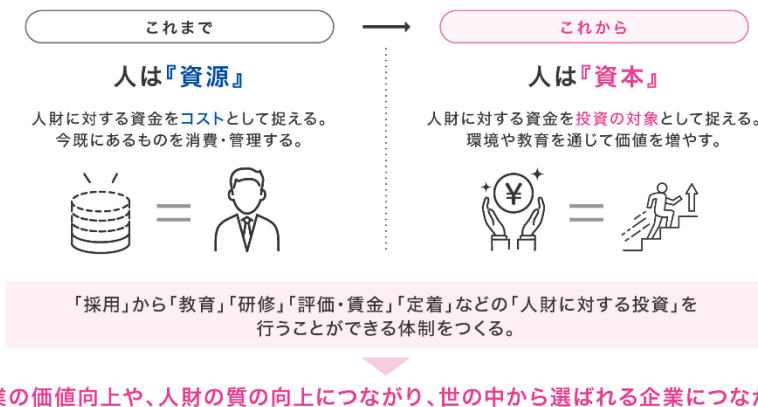 これまで
これから
人は『資源』
人財に対する資金をコストとして捉える。
今既にあるものを消費・管理する。
人は『資本』
人財に対する資金を投資の対象として捉える。
環境や教育を通じて価値を増やす。
¥
「採用」から「教育」「研修」「評価・賃金」「定着」などの「人財に対する投資」を
行うことができる体制をつくる。
の価値向上や、人財の質の向上につながり、世の中から選ばれる企業につな